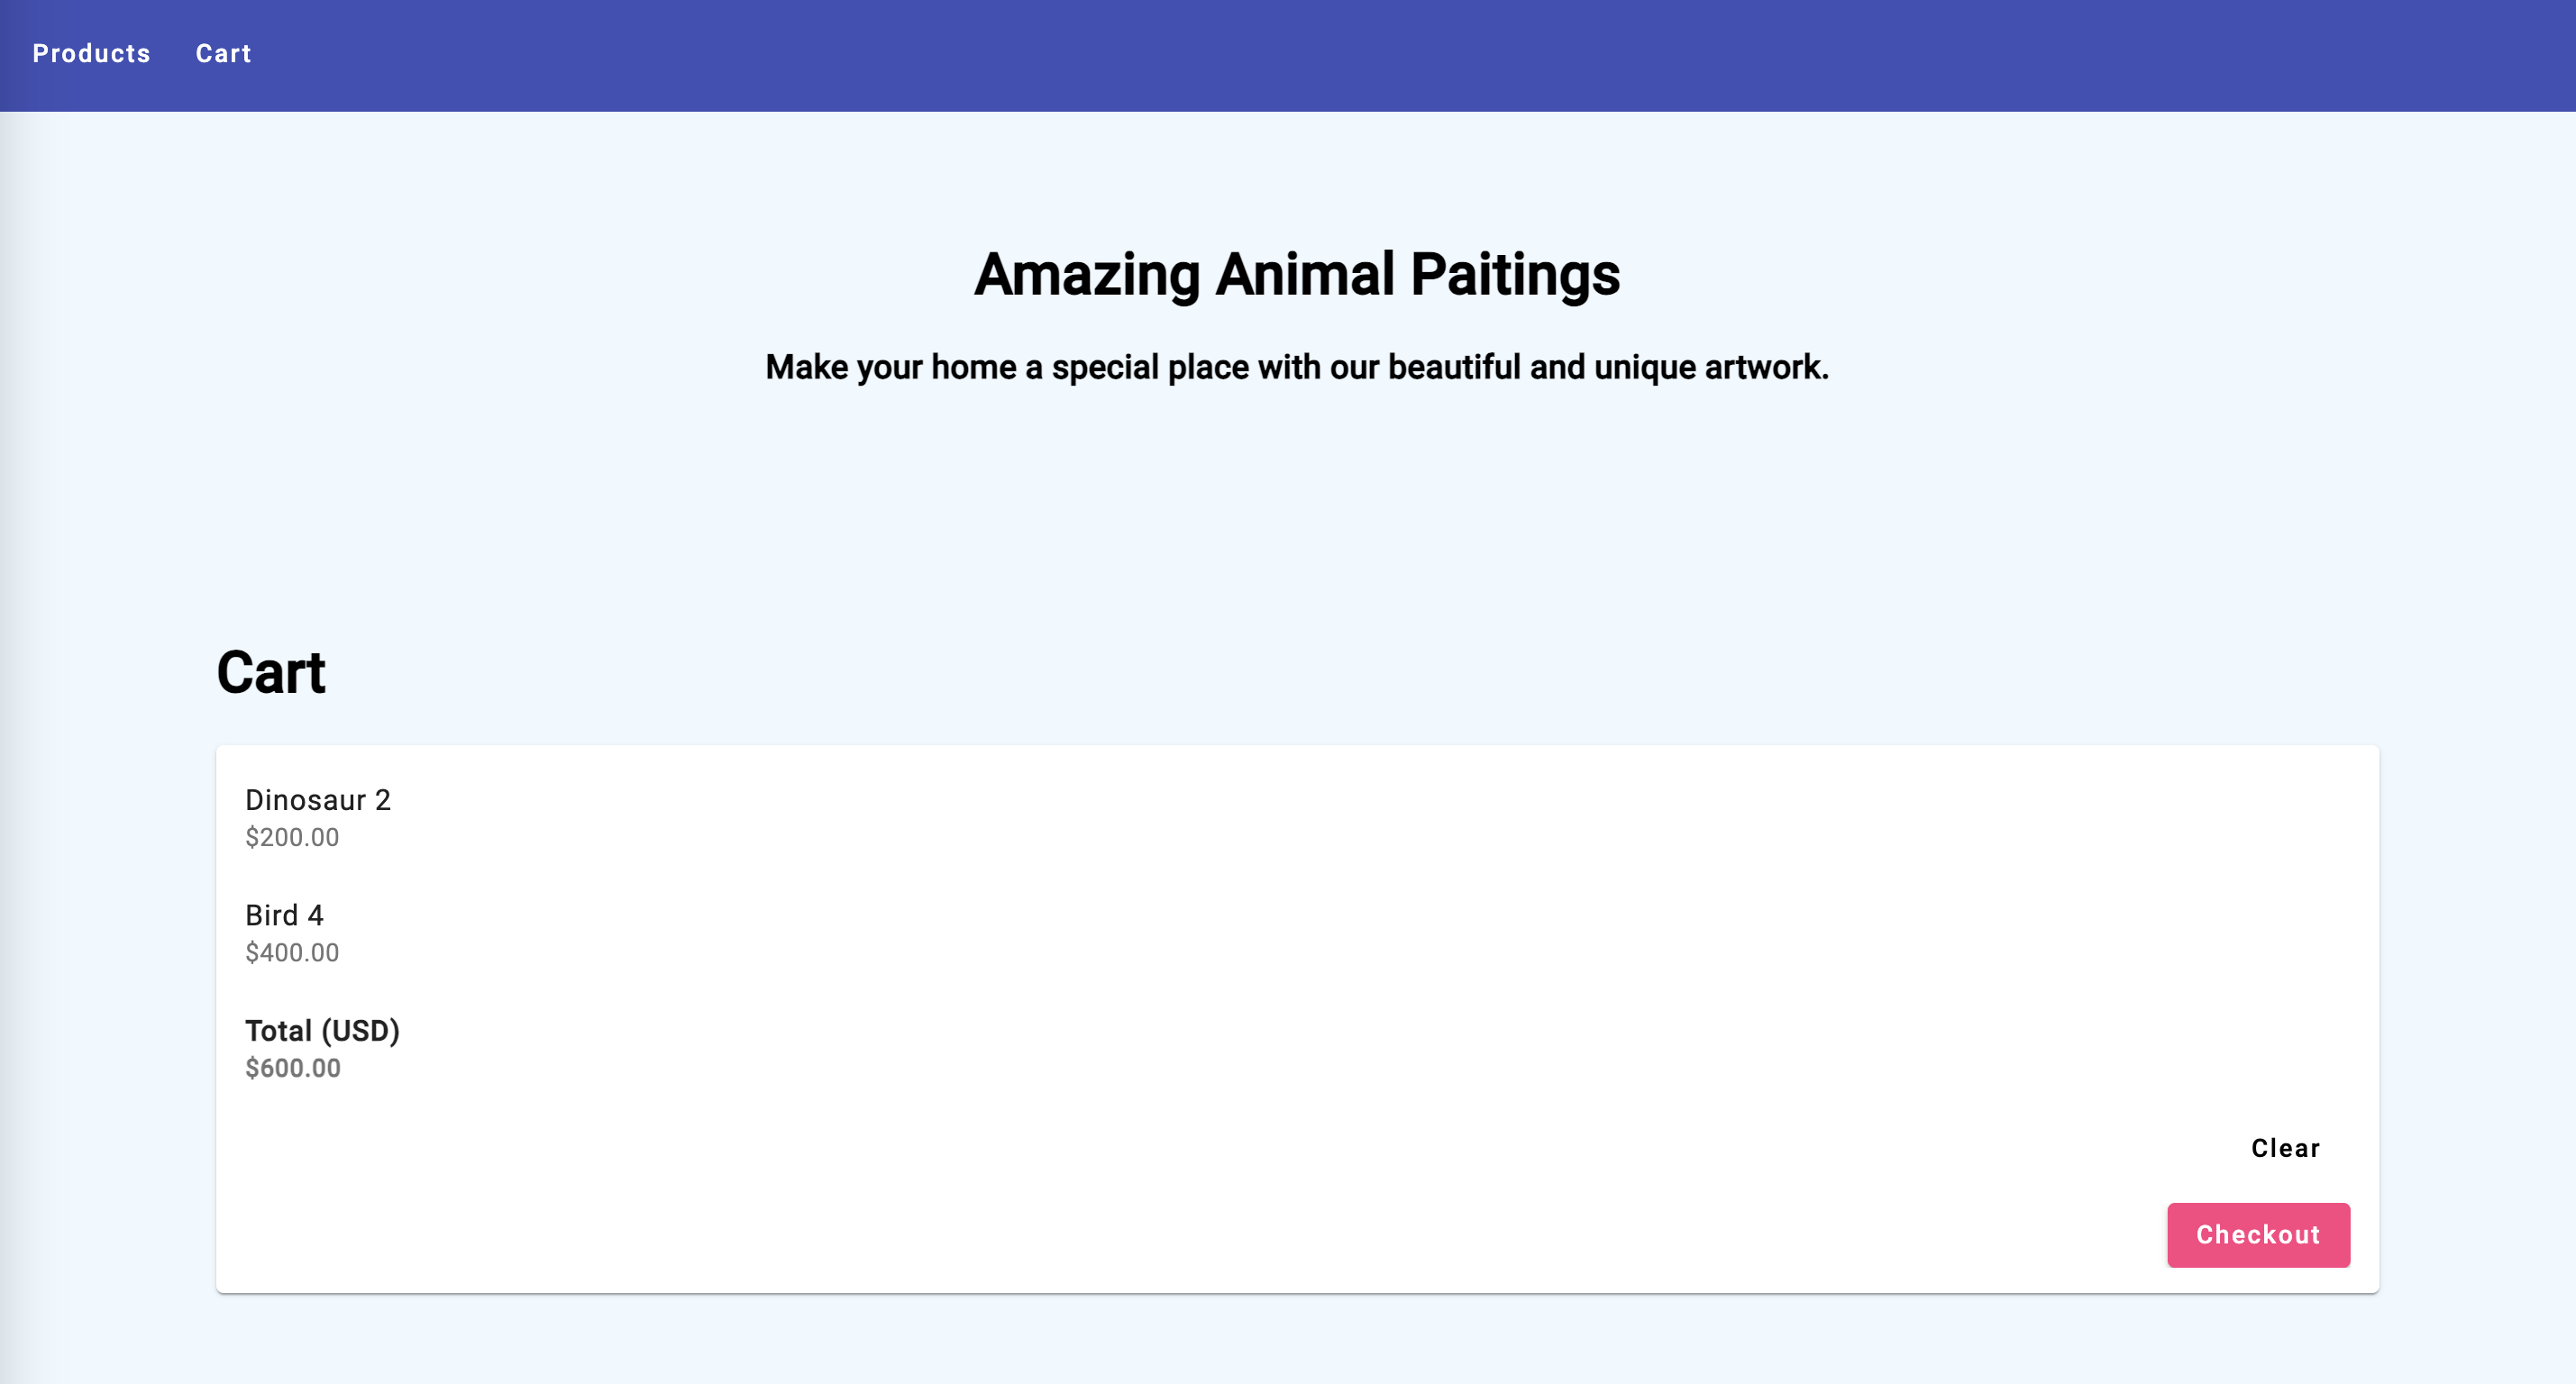 Products Cart
Amazing Animal Paitings
Make your home a special place with our beautiful and unique artwork.
Cart
Dinosaur 2
$200.00
Bird 4
$400.00
Total (USD)
$600.00
Clear
Checkout